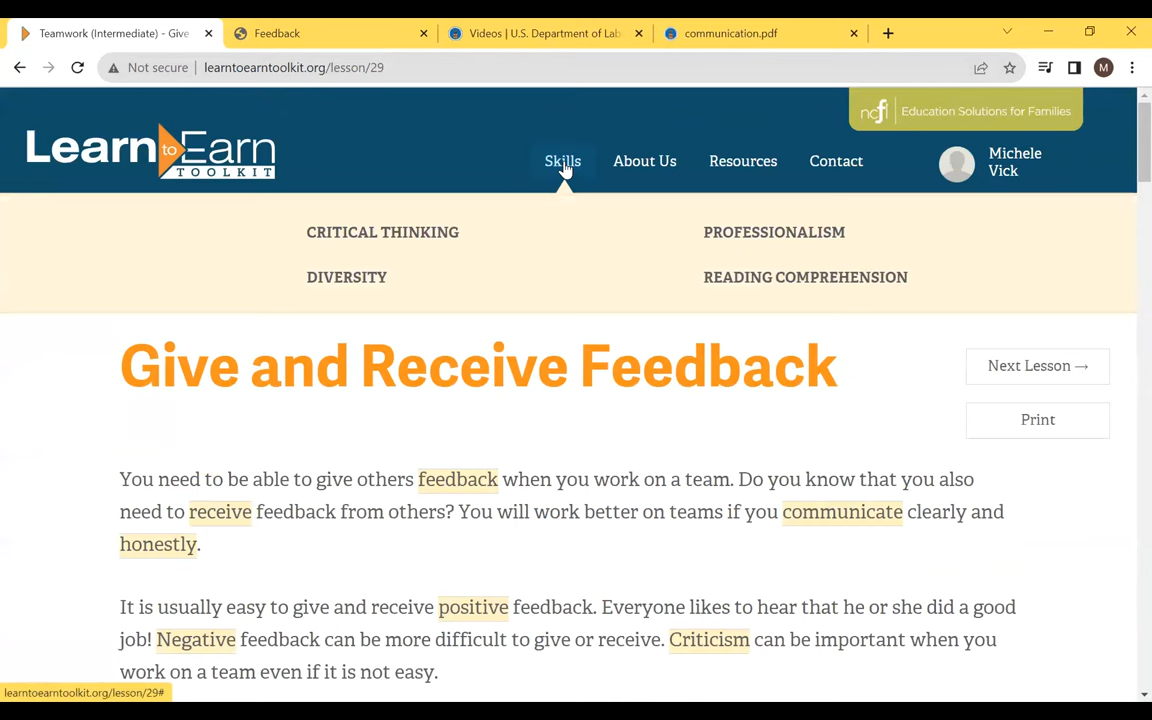 Teamwork (Intermediate) - Give
Feedback
Videos | U.S. Department of Lab
communication.pdf
Not secure
learntoearntoolkit.org/lesson/29
M
ncfl
Education Solutions for Families
Learn to Earn
TOOLKIT
Skills
About Us
Resources
Contact
Michele
Vick
CRITICAL THINKING
PROFESSIONALISM
DIVERSITY
READING COMPREHENSION
Give and Receive Feedback
Next Lesson →
Print
You need to be able to give others feedback when you work on a team. Do you know that you also
need to receive feedback from others? You will work better on teams if you communicate clearly and
honestly.
It is usually easy to give and receive positive feedback. Everyone likes to hear that he or she did a good
job! Negative feedback can be more difficult to give or receive. Criticism can be important when you
work on a team even if it is not easy.
learntoearntoolkit.org/lesson/29#